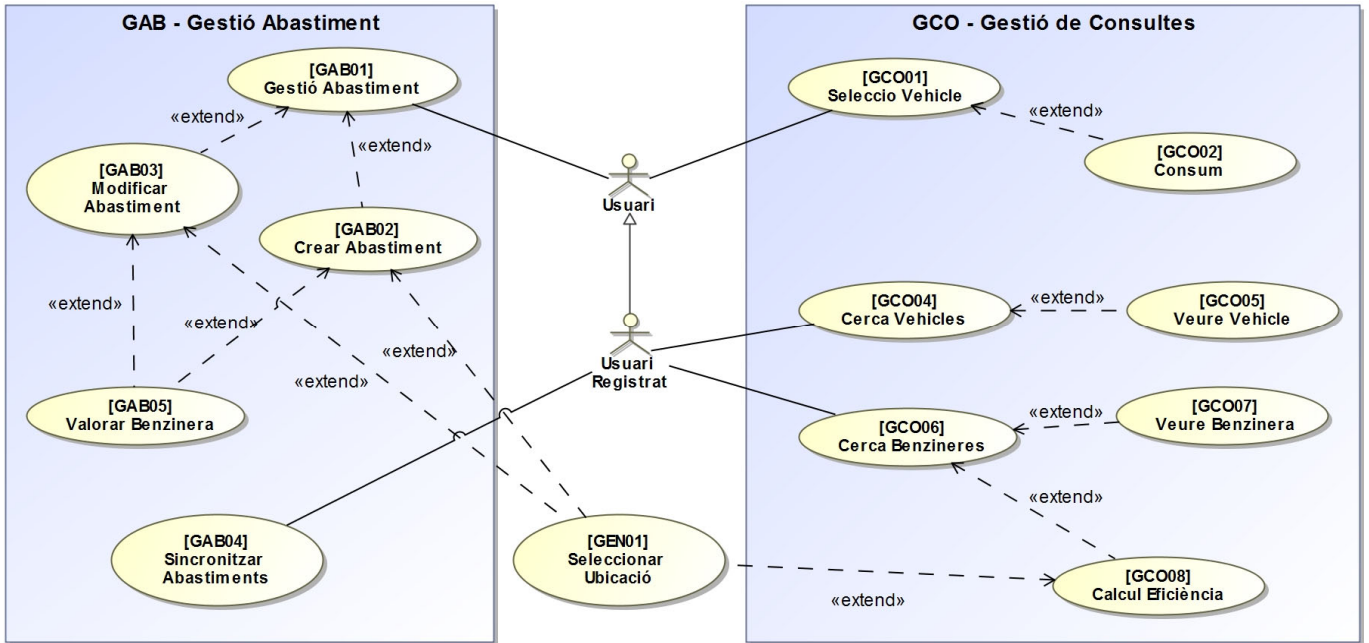 GAB - Gestió Abastiment
[GAB01]
Gestió Abastiment
«extend»
«extend»
[GAB03]
Modificar
Abastiment
[GAB02]
Crear Abastiment
«extend»
«extend»
«extend»
«extend»
[GAB05]
Valorar Benzinera
[GAB04]
Sincronitzar
Abastiments
Usuari
Usuari
Registrat
[GEN01]
Seleccionar
Ubicació
«extend»
GCO - Gestió de Consultes
[GCO01]
Seleccio Vehicle
«extend»
[GCO02]
Consum
[GCO04]
Cerca Vehicles
«extend»
[GCO05]
Veure Vehicle
[GCO06]
Cerca Benzineres
«extend»
[GCO07]
Veure Benzinera
«extend»
[GCO08]
Calcul Eficiència